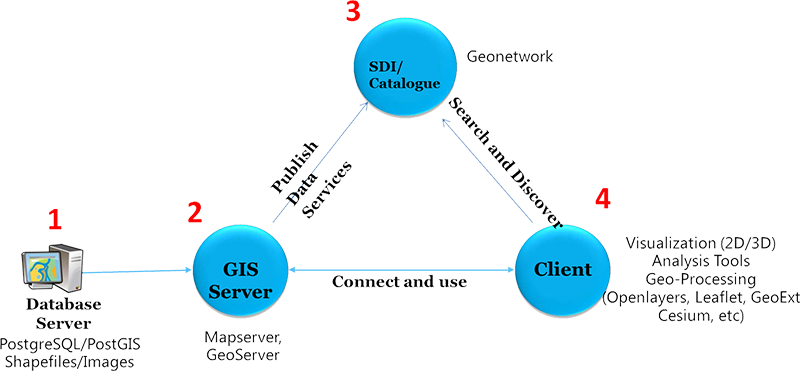 3
SDI/
Catalogue
Geonetwork
Publish
Data
Services
Search and Discover
1
2
4
GIS
Server
Connect and use
Client
Database
Server
PostgreSQL/PostGIS
Shapefiles/Images
Mapserver,
GeoServer
Visualization (2D/3D)
Analysis Tools
Geo-Processing
(Openlayers, Leaflet, GeoExt
Cesium, etc)